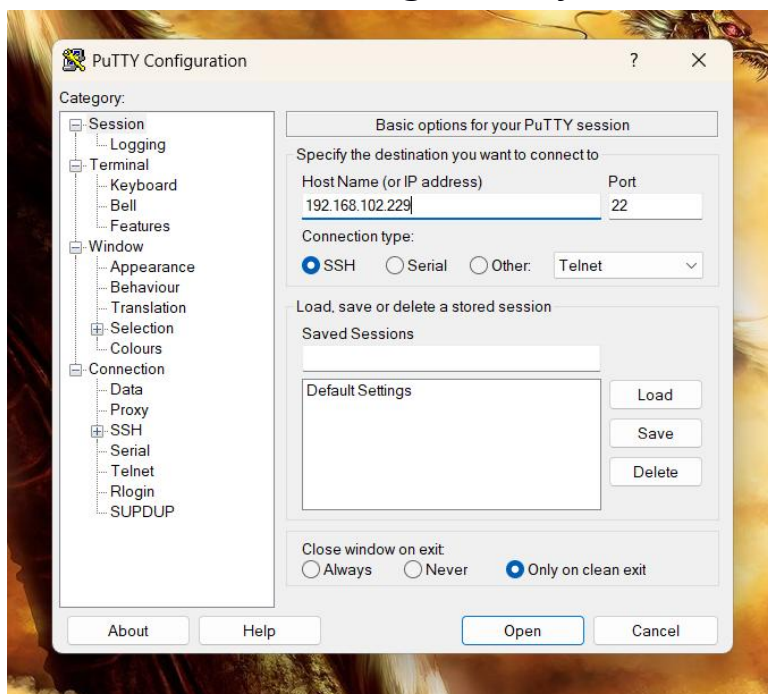 PuTTY Configuration ? ×
Category:
Session
Logging
Terminal
Keyboard
Bell
Features
Window
Appearance
Behaviour
Translation
Selection
Colours
Connection
Data
Proxy
SSH
Serial
Telnet
Rlogin
SUPDUP
Basic options for your PuTTY session
Specify the destination you want to connect to
Host Name (or IP address) Port
192.168.102.229 22
Connection type:
SSH Serial Other: Telnet
Load, save or delete a stored session
Saved Sessions
Default Settings
Load
Save
Delete
Close window on exit:
Always Never Only on clean exit
About Help Open Cancel